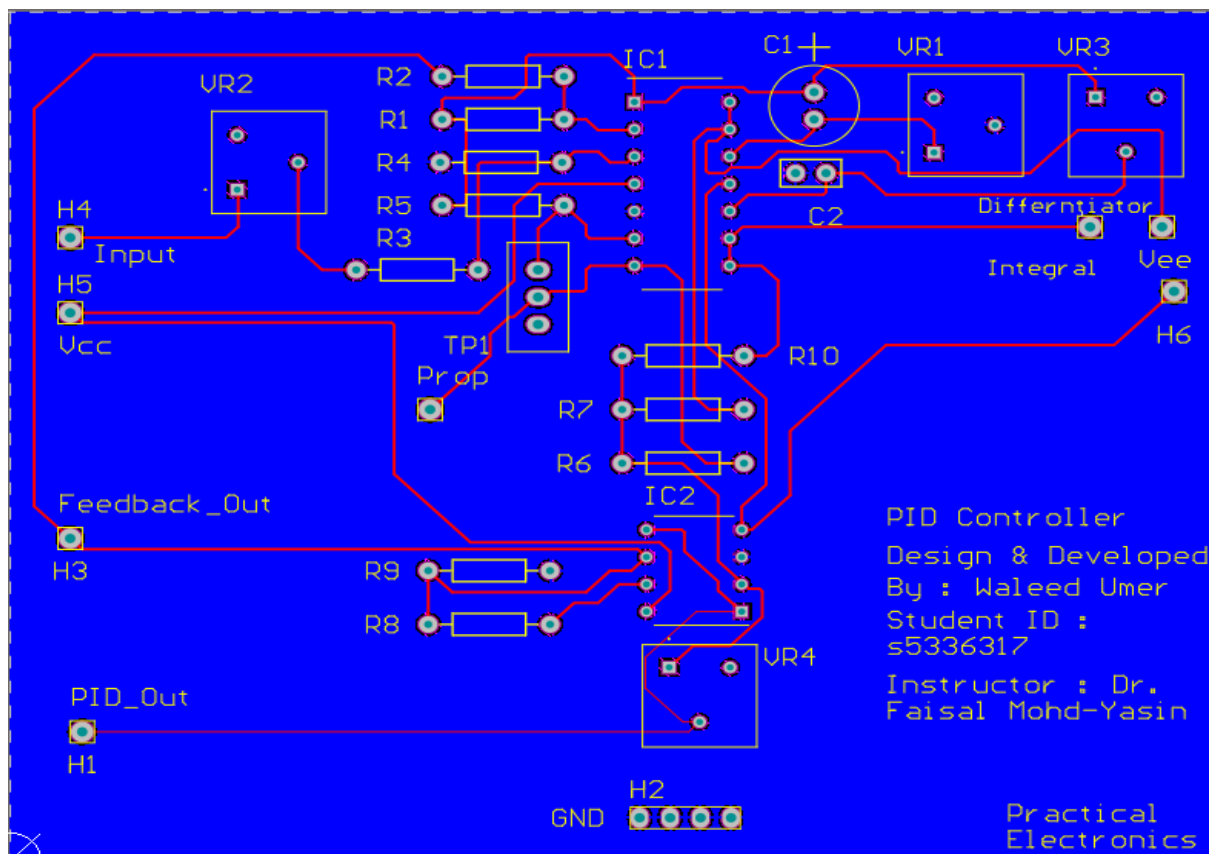 C1
IC1
VR1
VR3
R2
VR2
R1
R4
R5
C2
Differntiator
H4
Input
R3
Integral
Vee
H5
H6
Vcc
TP1
R10
Prop
R7
R6
IC2
Feedback_Out
PID Controller
H3
R9
Design & Developed
By : Waleed Umer
R8
Student ID :
s5336317
VR4
PID_Out
Instructor : Dr.
Faisal Mohd-Yasin
H1
H2
GND
Practical
Electronics